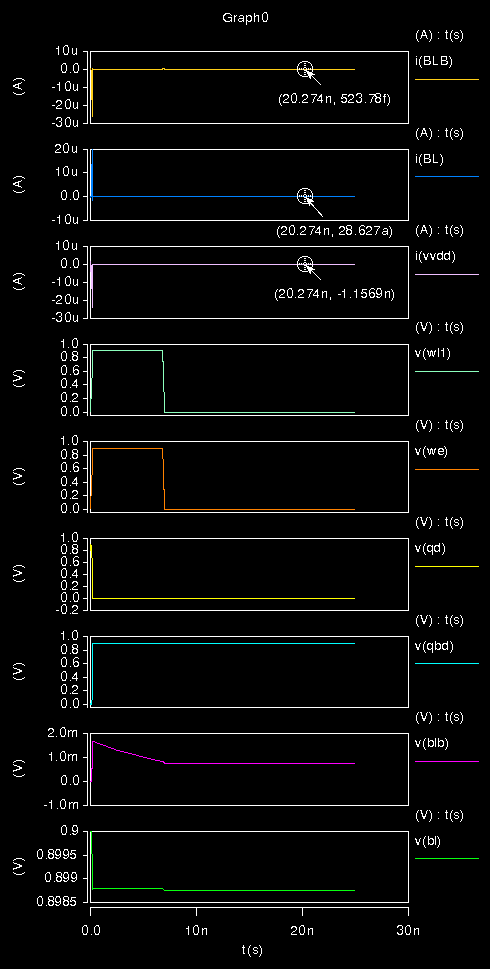 Graph0
(A) : t(s)
i(BLB)
(A)
10u
0.0
-10u
-20u
-30u
(20.274n, 523.78f)
(A) : t(s)
i(BL)
(A)
20u
0.0
-10u
(20.274n, 28.627a)
(A) : t(s)
i(vvdd)
(A)
10u
0.0
-10u
-20u
-30u
(20.274n, -1.1569n)
(V) : t(s)
v(wl1)
(V)
1.0
0.8
0.6
0.4
0.2
0.0
(V) : t(s)
v(we)
(V)
1.0
0.8
0.6
0.4
0.2
0.0
(V) : t(s)
v(qd)
(V)
1.0
0.8
0.6
0.4
0.2
0.0
-0.2
(V) : t(s)
v(qbd)
(V)
1.0
0.8
0.6
0.4
0.2
0.0
(V) : t(s)
v(blb)
(V)
2.0m
1.0m
0.0
-1.0m
(V) : t(s)
v(bl)
(V)
0.9
0.8995
0.899
0.8985
0.0
10n
20n
30n
t(s)